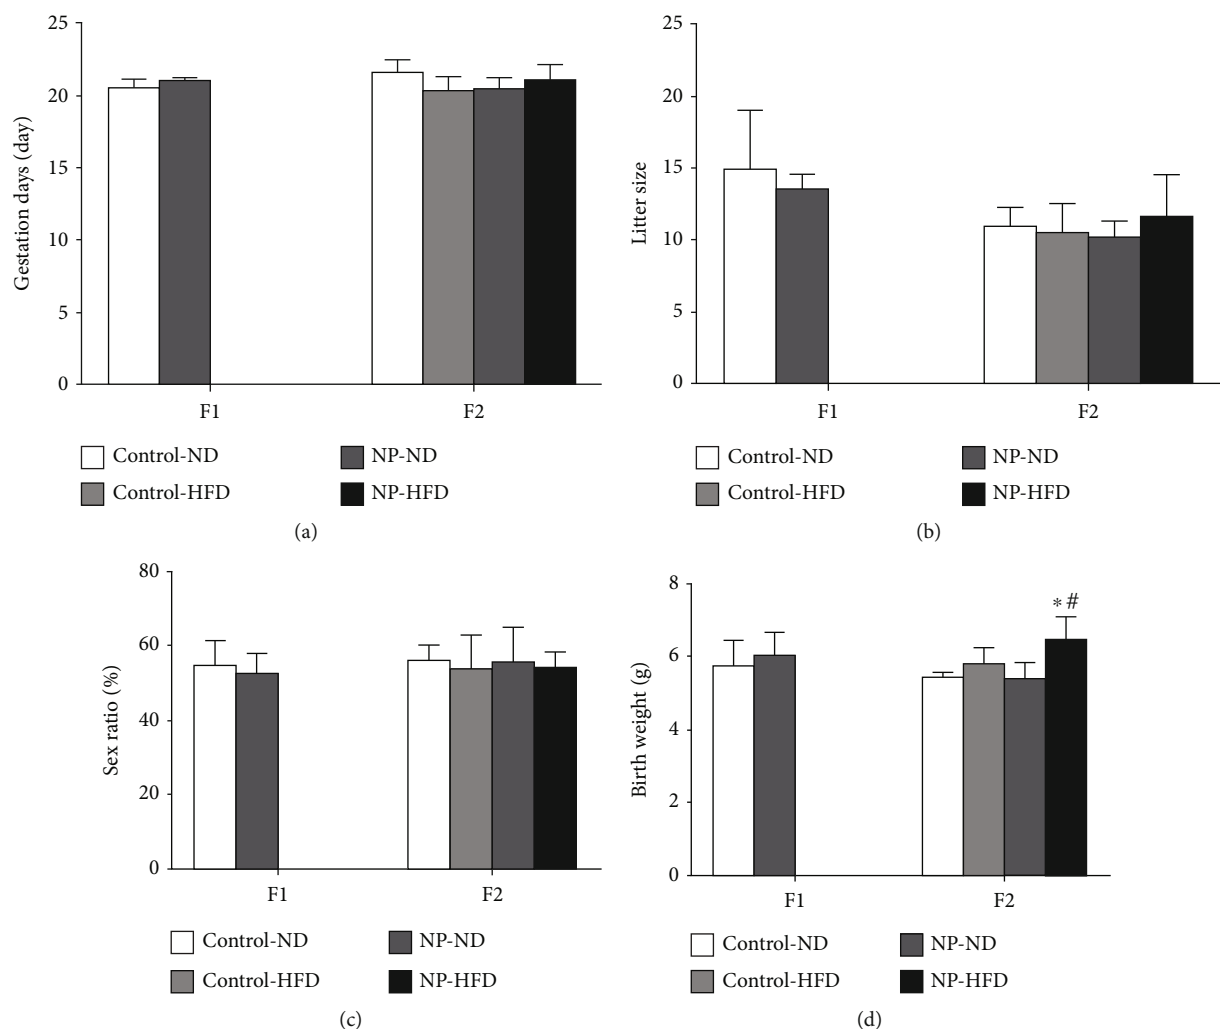 25
20
15
10
5
0
Gestation days (day)
F1
F2
Control-ND
NP-ND
Control-HFD
NP-HFD
(a)
25
20
15
10
5
0
Litter size
F1
F2
Control-ND
NP-ND
Control-HFD
NP-HFD
(b)
80
60
40
20
0
Sex ratio (%)
F1
F2
Control-ND
NP-ND
Control-HFD
NP-HFD
(c)
8
6
4
2
0
Birth weight (g)
*#
F1
F2
Control-ND
NP-ND
Control-HFD
NP-HFD
(d)